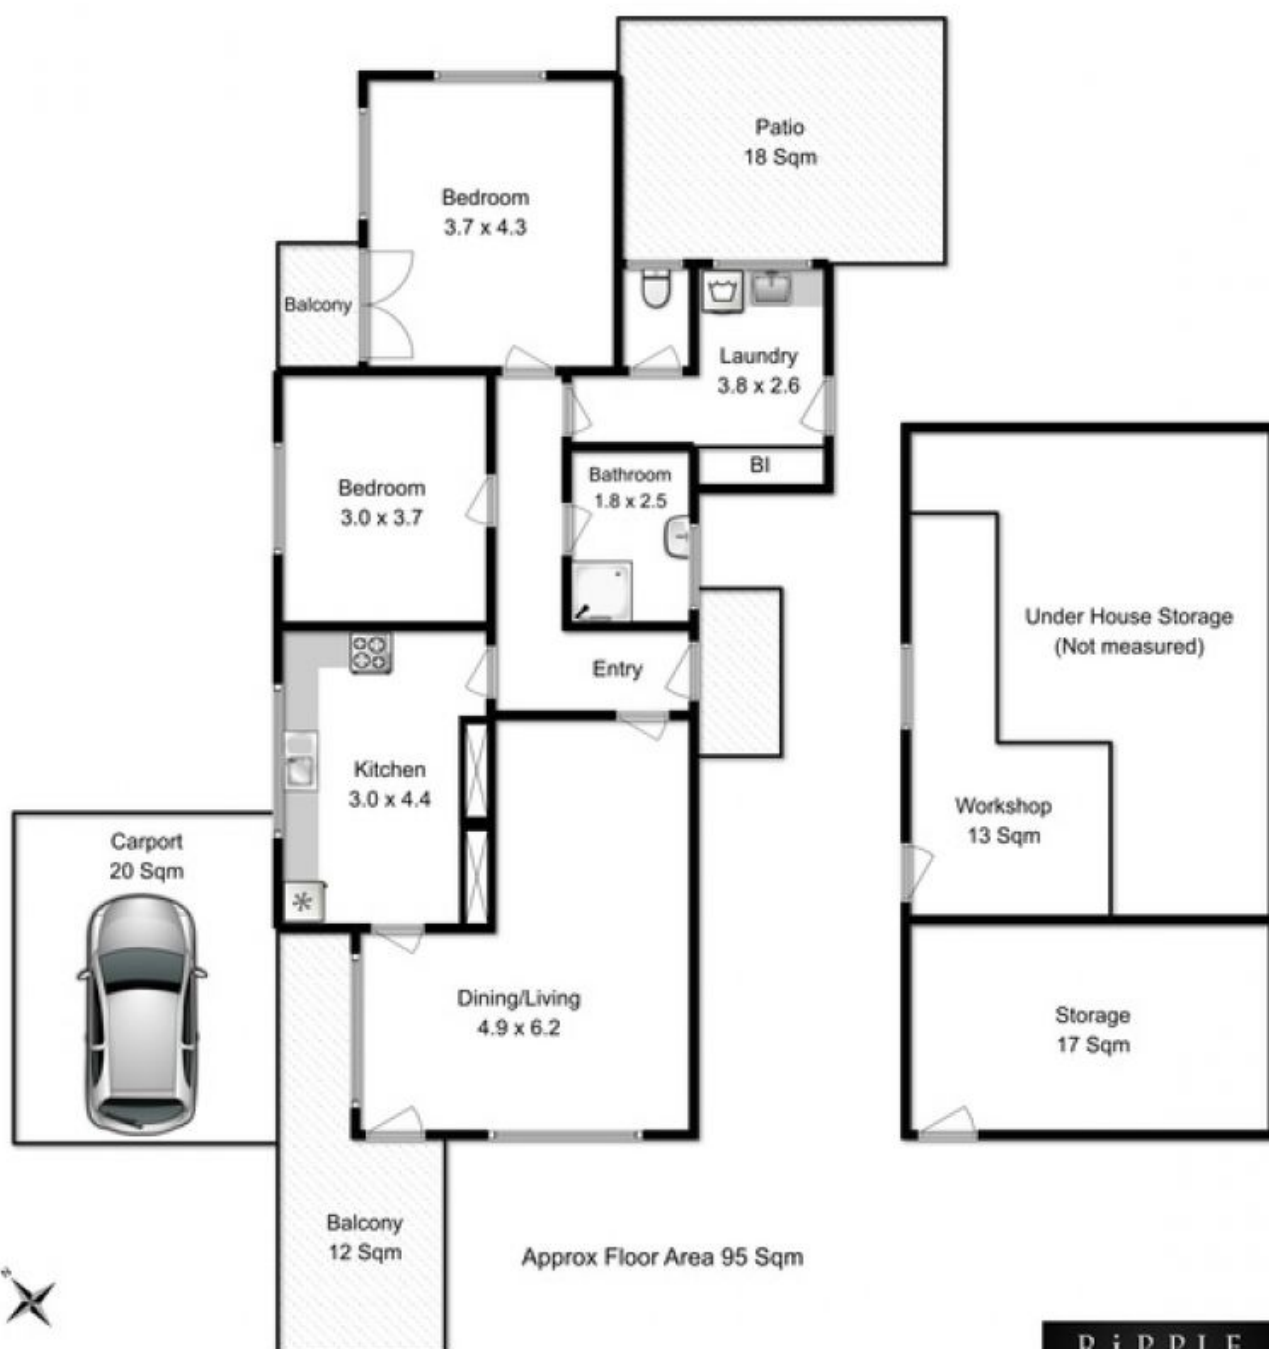 Patio
18 Sqm
Bedroom
3.7 x 4.3
Balcony
Laundry
3.8 x 2.6
BI
Bathroom
1.8 x 2.5
Bedroom
3.0 x 3.7
Entry
Under House Storage
(Not measured)
Kitchen
3.0 x 4.4
Workshop
13 Sqm
Carport
20 Sqm
Dining/Living
4.9 x 6.2
Storage
17 Sqm
Balcony
12 Sqm
Approx Floor Area 95 Sqm
N
RiPPLE